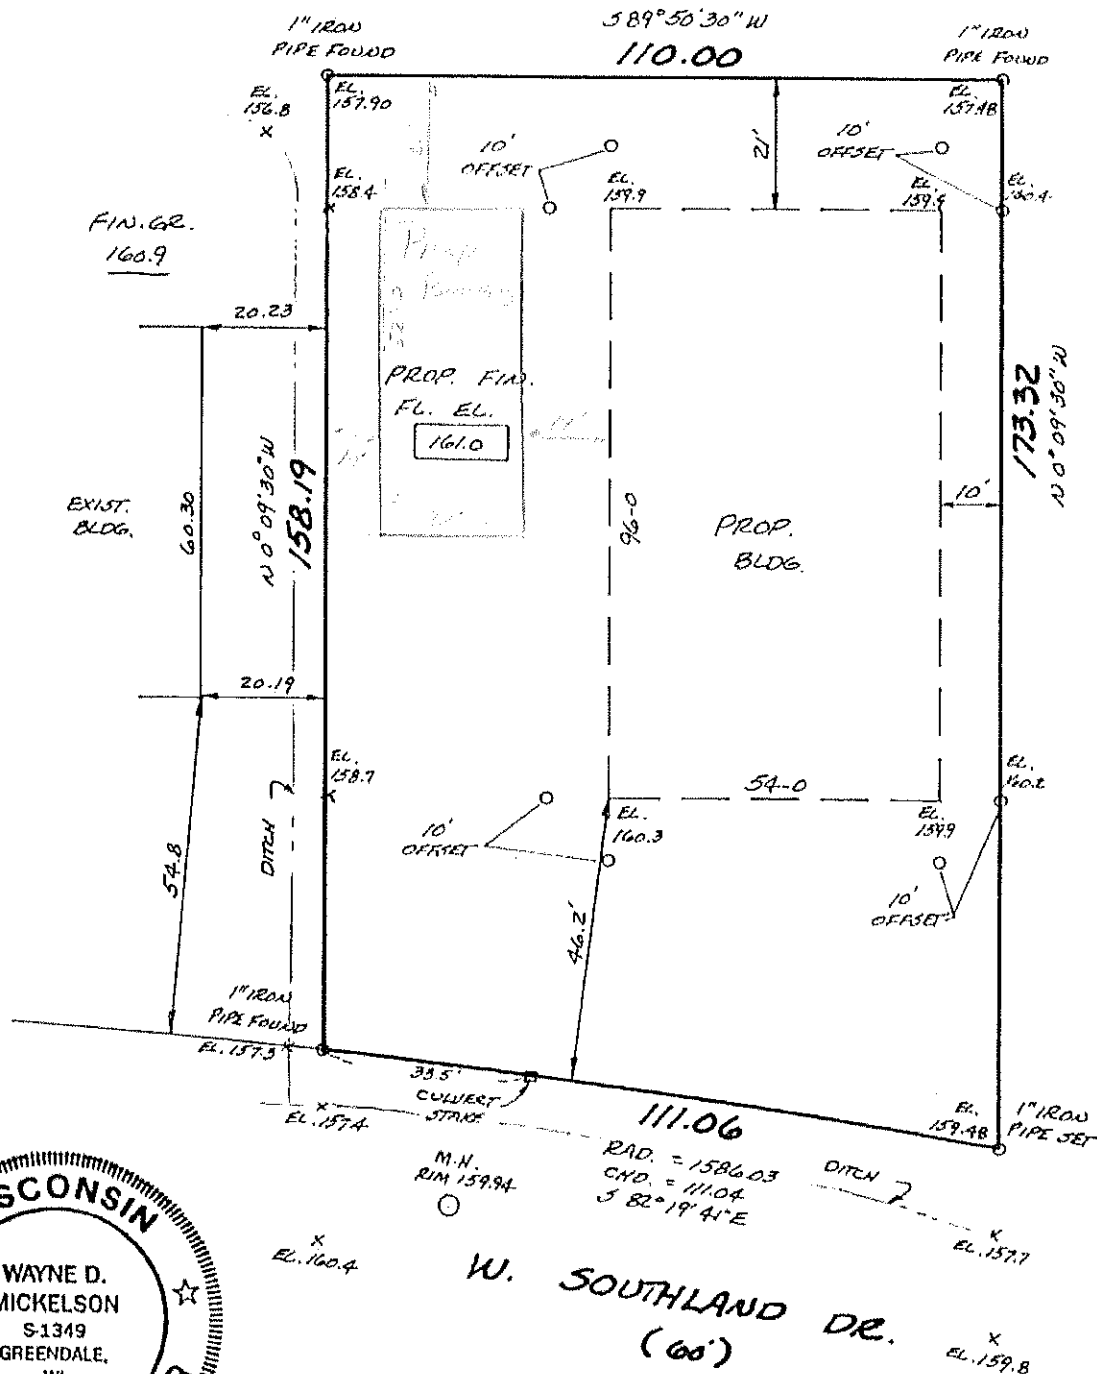 S 89° 50' 30" W
110.00
1" IRON
PIPE FOUND
1" IRON
PIPE FOUND
EL.
156.8
EL.
157.90
EL.
157.48
10'
OFFSET
21'
10'
OFFSET
EL.
158.4
EL.
159.9
EL.
EL.
FIN. GR.
160.9
Prop
20.23
PROP. FIN.
FL. EL.
161.0
173.32
N 0° 09' 30" W
N 0° 09' 30" W
158.19
EXIST.
BLDG.
60.30
96-0
PROP.
BLDG.
10'
20.19
EL.
158.7
54-0
EL.
160.2
DITCH
10'
OFFSET
EL.
160.3
EL.
159.9
54.8
10'
OFFSET
46.2'
1" IRON
PIPE FOUND
EL. 157.3
33.5'
CULVERT
STAKE
EL. 157.4
111.06
EL.
159.48
1" IRON
PIPE SET
M.H.
RIM 159.94
RAD. = 1586.03
CHD. = 111.04
S 82° 19' 41" E
DITCH
EL. 157.7
EL. 160.4
W. SOUTHLAND DR.
(60')
EL. 159.8
SCONSIN
WAYNE D.
MICKELSON
S-1349
GREENDALE,